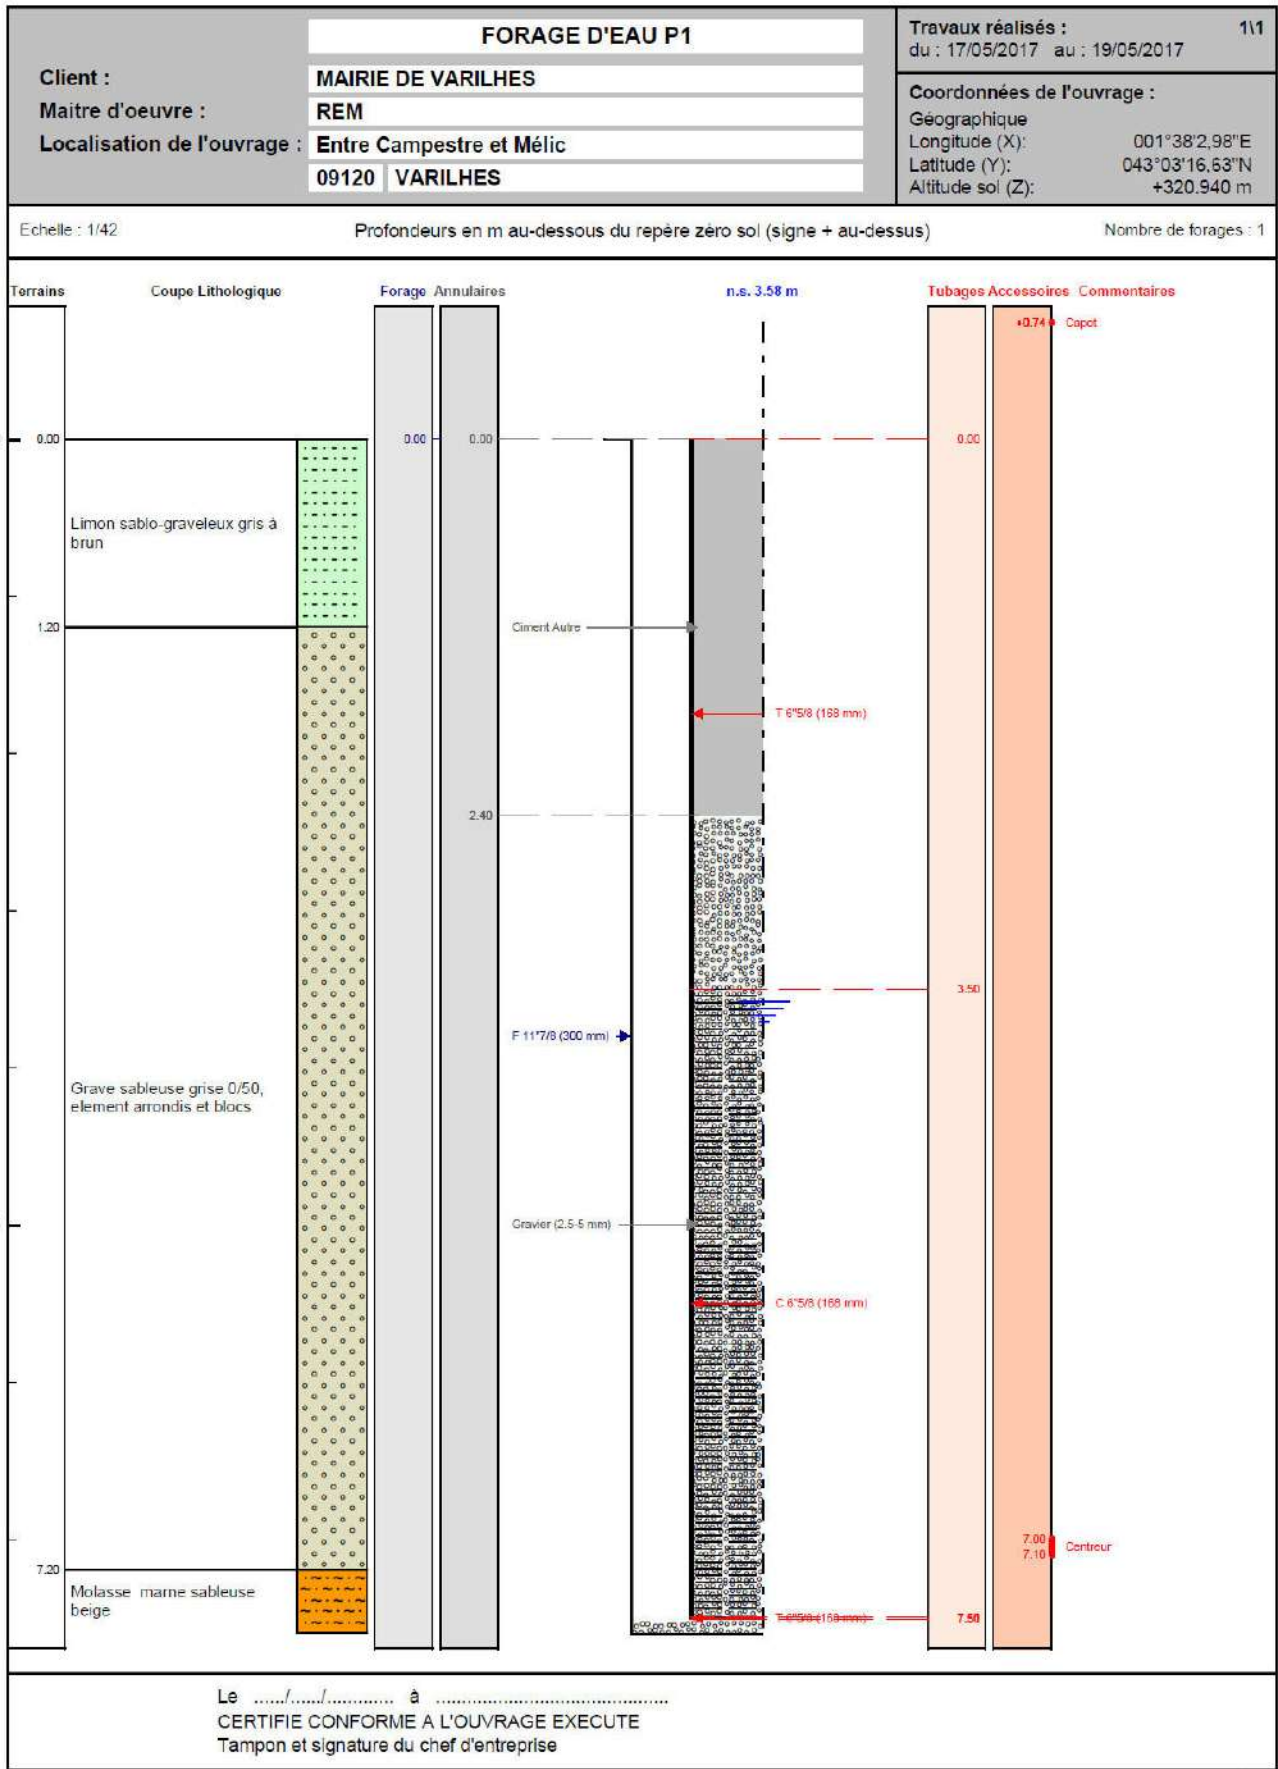 FORAGE D'EAU P1
Client : MAIRIE DE VARILHES
Maitre d'oeuvre : REM
Localisation de l'ouvrage : Entre Campestre et Mélic
09120 VARILHES
Travaux réalisés : 1\1
du : 17/05/2017 au : 19/05/2017
Coordonnées de l'ouvrage :
Géographique
Longitude (X): 001°38'2,98"E
Latitude (Y): 043°03'16,63"N
Altitude sol (Z): +320.940 m
Echelle : 1/42 Profondeurs en m au-dessous du repère zéro sol (signe + au-dessus) Nombre de forages : 1
Terrains Coupe Lithologique Forage Annulaires n.s. 3.58 m Tubages Accessoires Commentaires
+0.74 Capot
0.00 0.00 0.00 0.00
Limon sablo-graveleux gris à
brun
1.20 Ciment Autre
T 6"5/8 (168 mm)
2.40
3.50
F 11"7/8 (300 mm)
Grave sableuse grise 0/50,
element arrondis et blocs
Gravier (2.5-5 mm)
C 6"5/8 (168 mm)
7.00
7.10 Centreur
7.20
Molasse marne sableuse
beige
T 6"5/8 (168 mm)
Le ....../....../............. à ..........................................
CERTIFIE CONFORME A L'OUVRAGE EXECUTE
Tampon et signature du chef d'entreprise